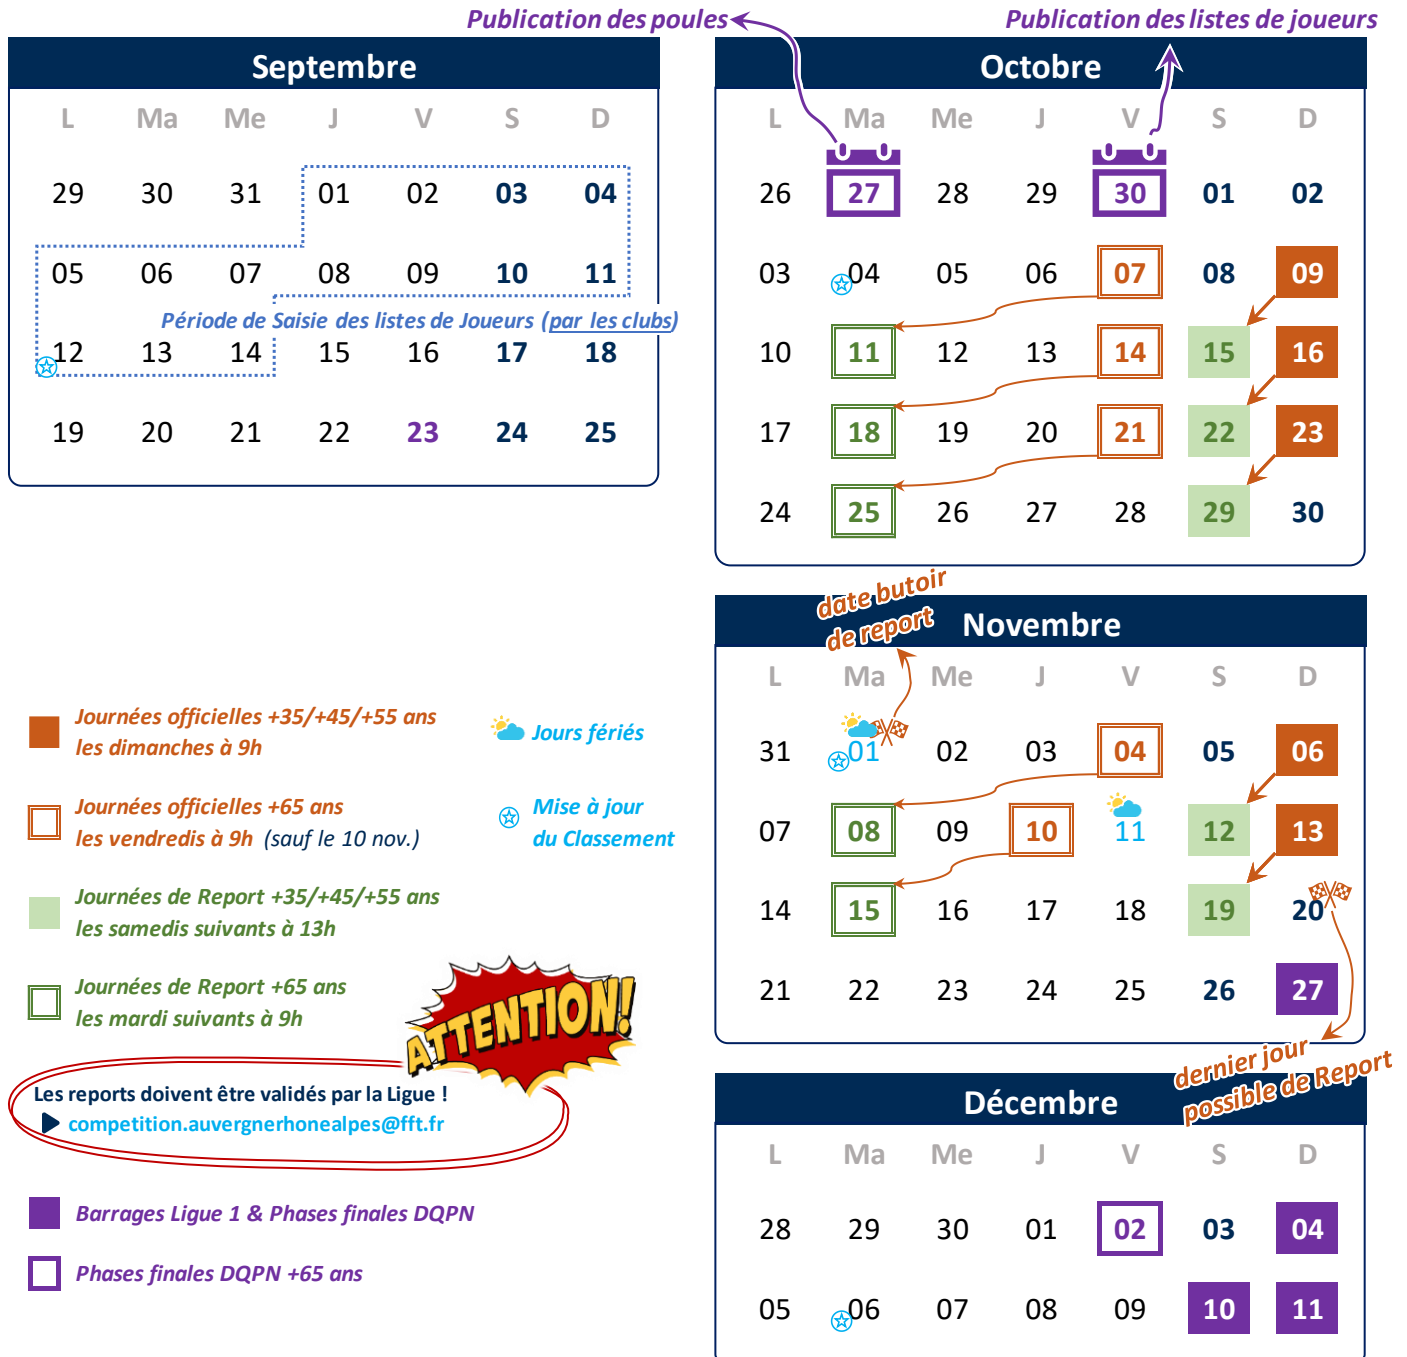 Publication des poules
Publication des listes de joueurs
Septembre
L Ma Me J V S D
29 30 31 01 02 03 04
05 06 07 08 09 10 11
Période de Saisie des listes de Joueurs (par les clubs)
12 13 14 15 16 17 18
19 20 21 22 23 24 25
Octobre
L Ma Me J V S D
26 27 28 29 30 01 02
03 04 05 06 07 08 09
10 11 12 13 14 15 16
17 18 19 20 21 22 23
24 25 26 27 28 29 30
date butoir
de report
Novembre
L Ma Me J V S D
31 01 02 03 04 05 06
07 08 09 10 11 12 13
14 15 16 17 18 19 20
21 22 23 24 25 26 27
dernier jour
possible de Report
Décembre
L Ma Me J V S D
28 29 30 01 02 03 04
05 06 07 08 09 10 11
Journées officielles +35/+45/+55 ans
les dimanches à 9h
Journées officielles +65 ans
les vendredis à 9h (sauf le 10 nov.)
Journées de Report +35/+45/+55 ans
les samedis suivants à 13h
Journées de Report +65 ans
les mardi suivants à 9h
Jours fériés
Mise à jour
du Classement
ATTENTION!
Les reports doivent être validés par la Ligue !
competition.auvergnerhonealpes@fft.fr
Barrages Ligue 1 & Phases finales DQPN
Phases finales DQPN +65 ans